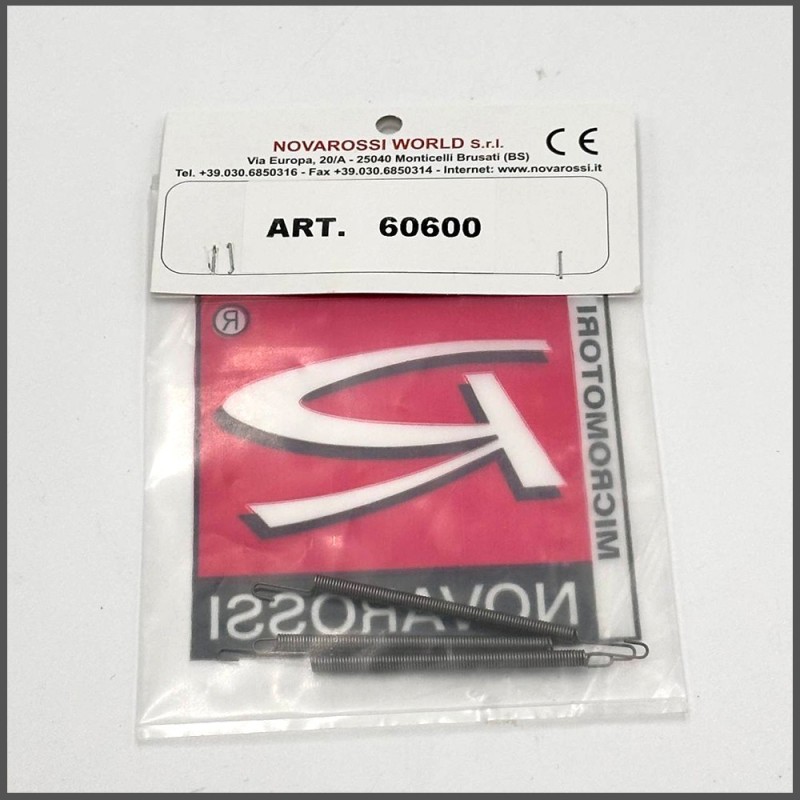 NOVAROSSI WORLD S.r.l.
CE
Via Europa, 20/A - 25040 Monticelli Brusati (BS)
Tel. +39.030.6850316 - Fax +39.030.6850314 - Internet: www.novarossi.it
ART. 60600
®
MICROMOTORI
NOVAROSSI